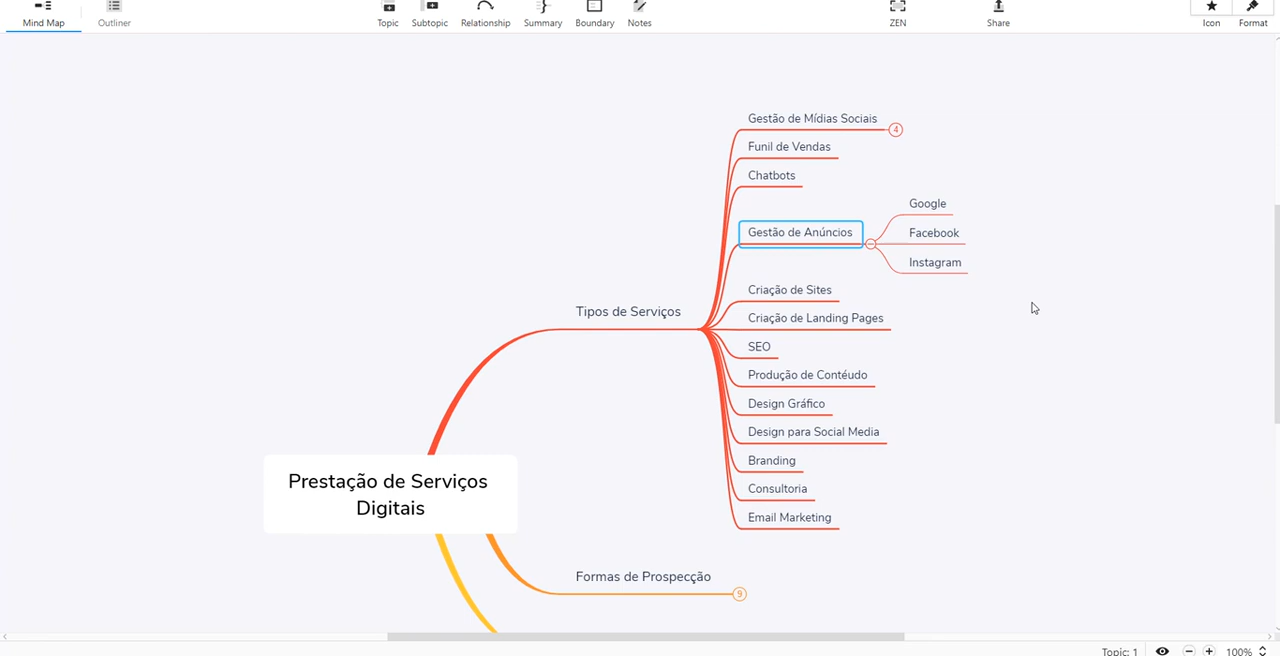 Mind Map
Outliner
Topic
Subtopic
Relationship
Summary
Boundary
Notes
ZEN
Share
Icon
Format
Gestão de Mídias Sociais
4
Funil de Vendas
Chatbots
Gestão de Anúncios
Google
Facebook
Instagram
Tipos de Serviços
Criação de Sites
Criação de Landing Pages
SEO
Produção de Contéudo
Design Gráfico
Design para Social Media
Branding
Consultoria
Email Marketing
Prestação de Serviços
Digitais
Formas de Prospecção
9
Topic: 1
100%